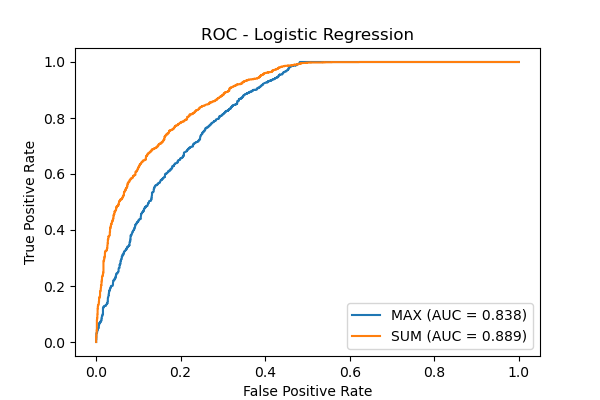 ROC - Logistic Regression
True Positive Rate
1.0
0.8
0.6
0.4
0.2
0.0
MAX (AUC = 0.838)
SUM (AUC = 0.889)
0.0 0.2 0.4 0.6 0.8 1.0
False Positive Rate